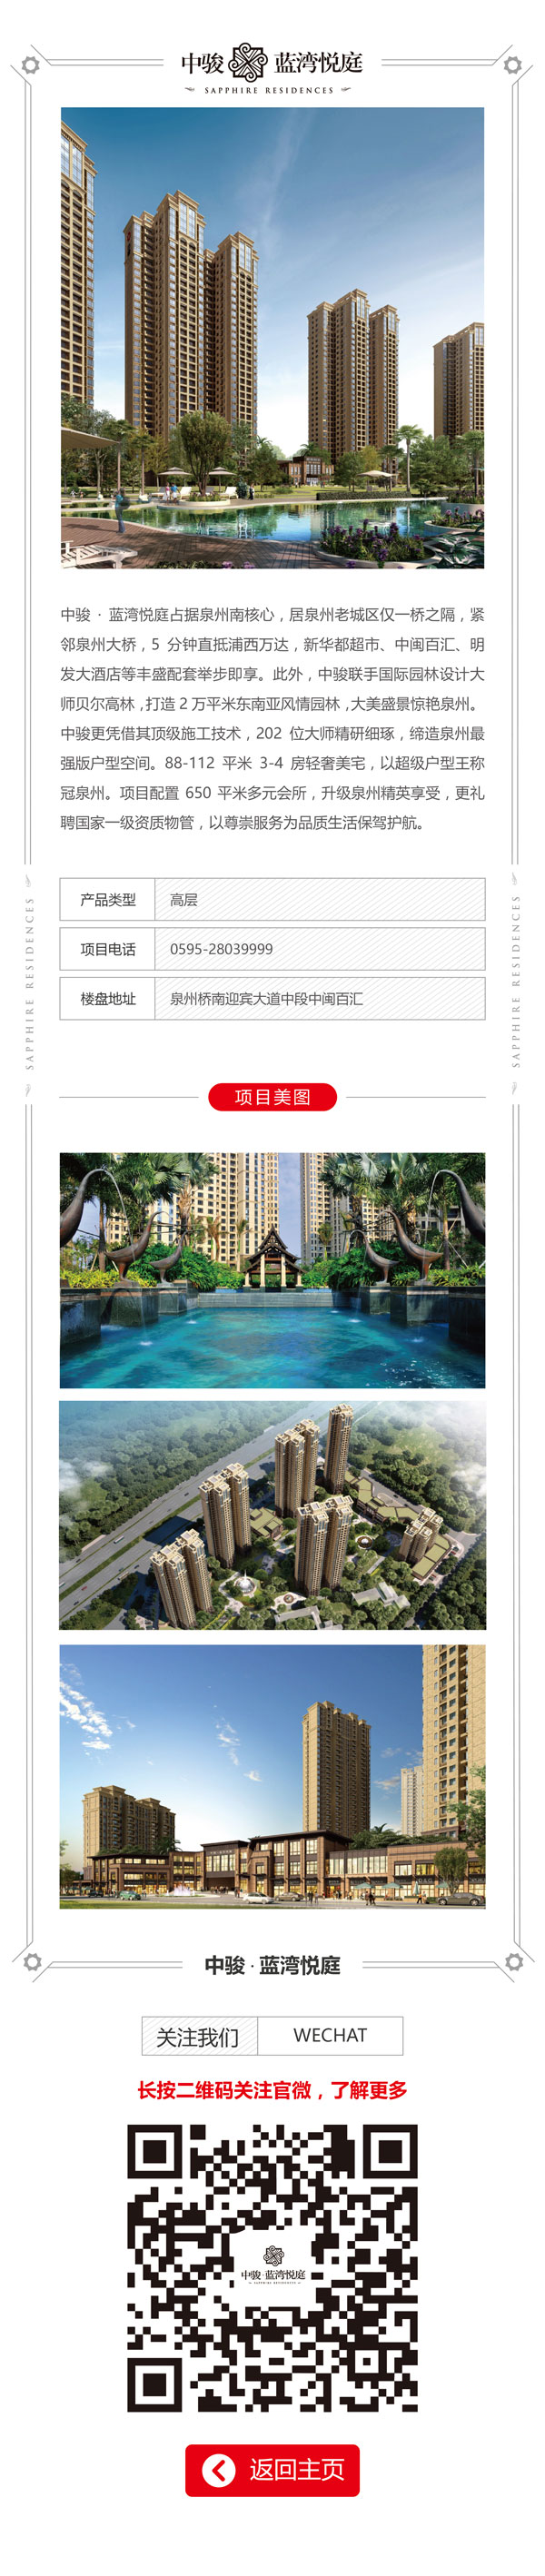 中骏 蓝湾悦庭
SAPPHIRE RESIDENCES
中骏 · 蓝湾悦庭占据泉州南核心，居泉州老城区仅一桥之隔，紧
邻泉州大桥，5 分钟直抵浦西万达，新华都超市、中闽百汇、明
发大酒店等丰盛配套举步即享。此外，中骏联手国际园林设计大
师贝尔高林，打造 2 万平米东南亚风情园林，大美盛景惊艳泉州。
中骏更凭借其顶级施工技术，202 位大师精研细琢，缔造泉州最
强版户型空间。88-112 平米 3-4 房轻奢美宅，以超级户型王称
冠泉州。项目配置 650 平米多元会所，升级泉州精英享受，更礼
聘国家一级资质物管，以尊崇服务为品质生活保驾护航。
SAPPHIRE RESIDENCES
SAPPHIRE RESIDENCES
产品类型 高层
项目电话 0595-28039999
楼盘地址 泉州桥南迎宾大道中段中闽百汇
项目美图
中骏 · 蓝湾悦庭
关注我们 WECHAT
长按二维码关注官微，了解更多
中骏 · 蓝湾悦庭
SAPPHIRE RESIDENCES
返回主页